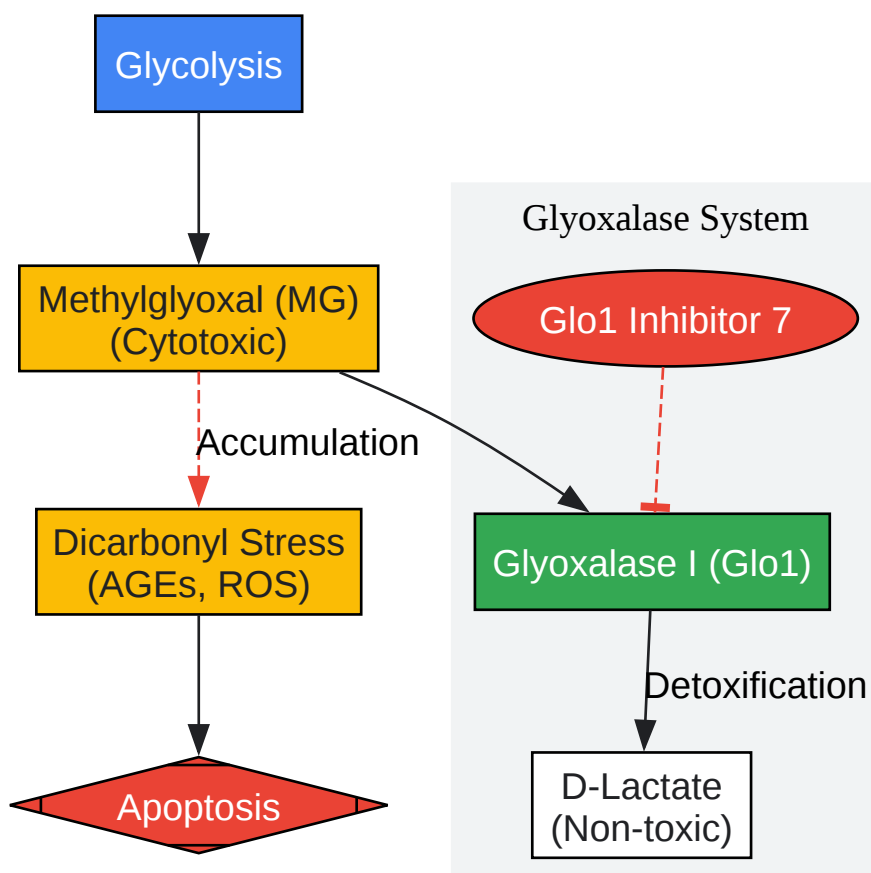 Glycolysis
Glyoxalase System
Methylglyoxal (MG)
(Cytotoxic)
Glo1 Inhibitor 7
Accumulation
Dicarbonyl Stress
(AGEs, ROS)
Glyoxalase I (Glo1)
Detoxification
Apoptosis
D-Lactate
(Non-toxic)